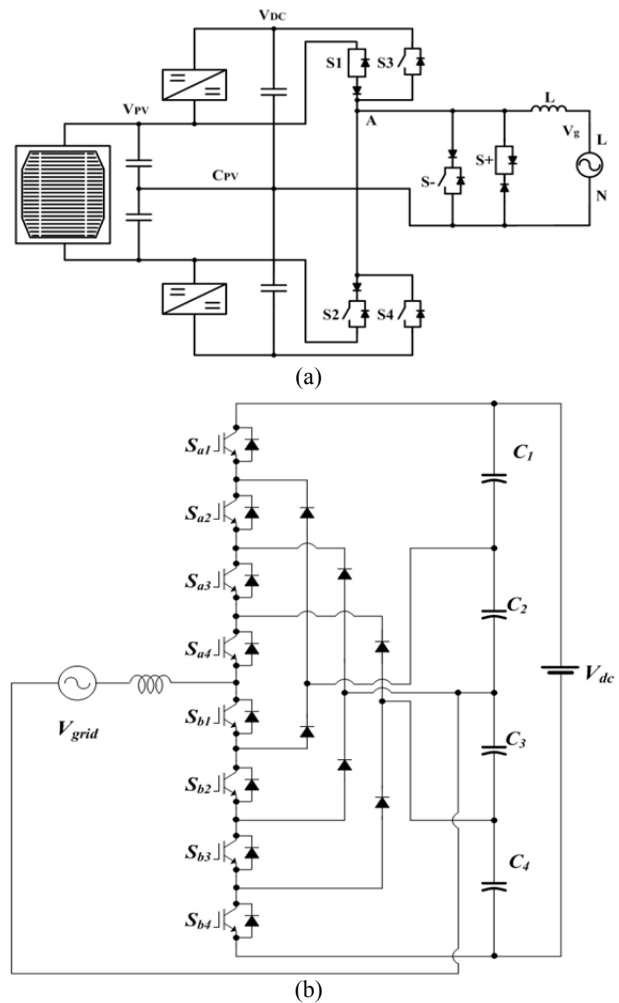 VDC
S1
S3
VPV
A
L
Vg
L
CPV
S-
S+
N
S2
S4
(a)
Sa1
C1
Sa2
Sa3
C2
Sa4
Vdc
Vgrid
Sb1
C3
Sb2
Sb3
C4
Sb4
(b)